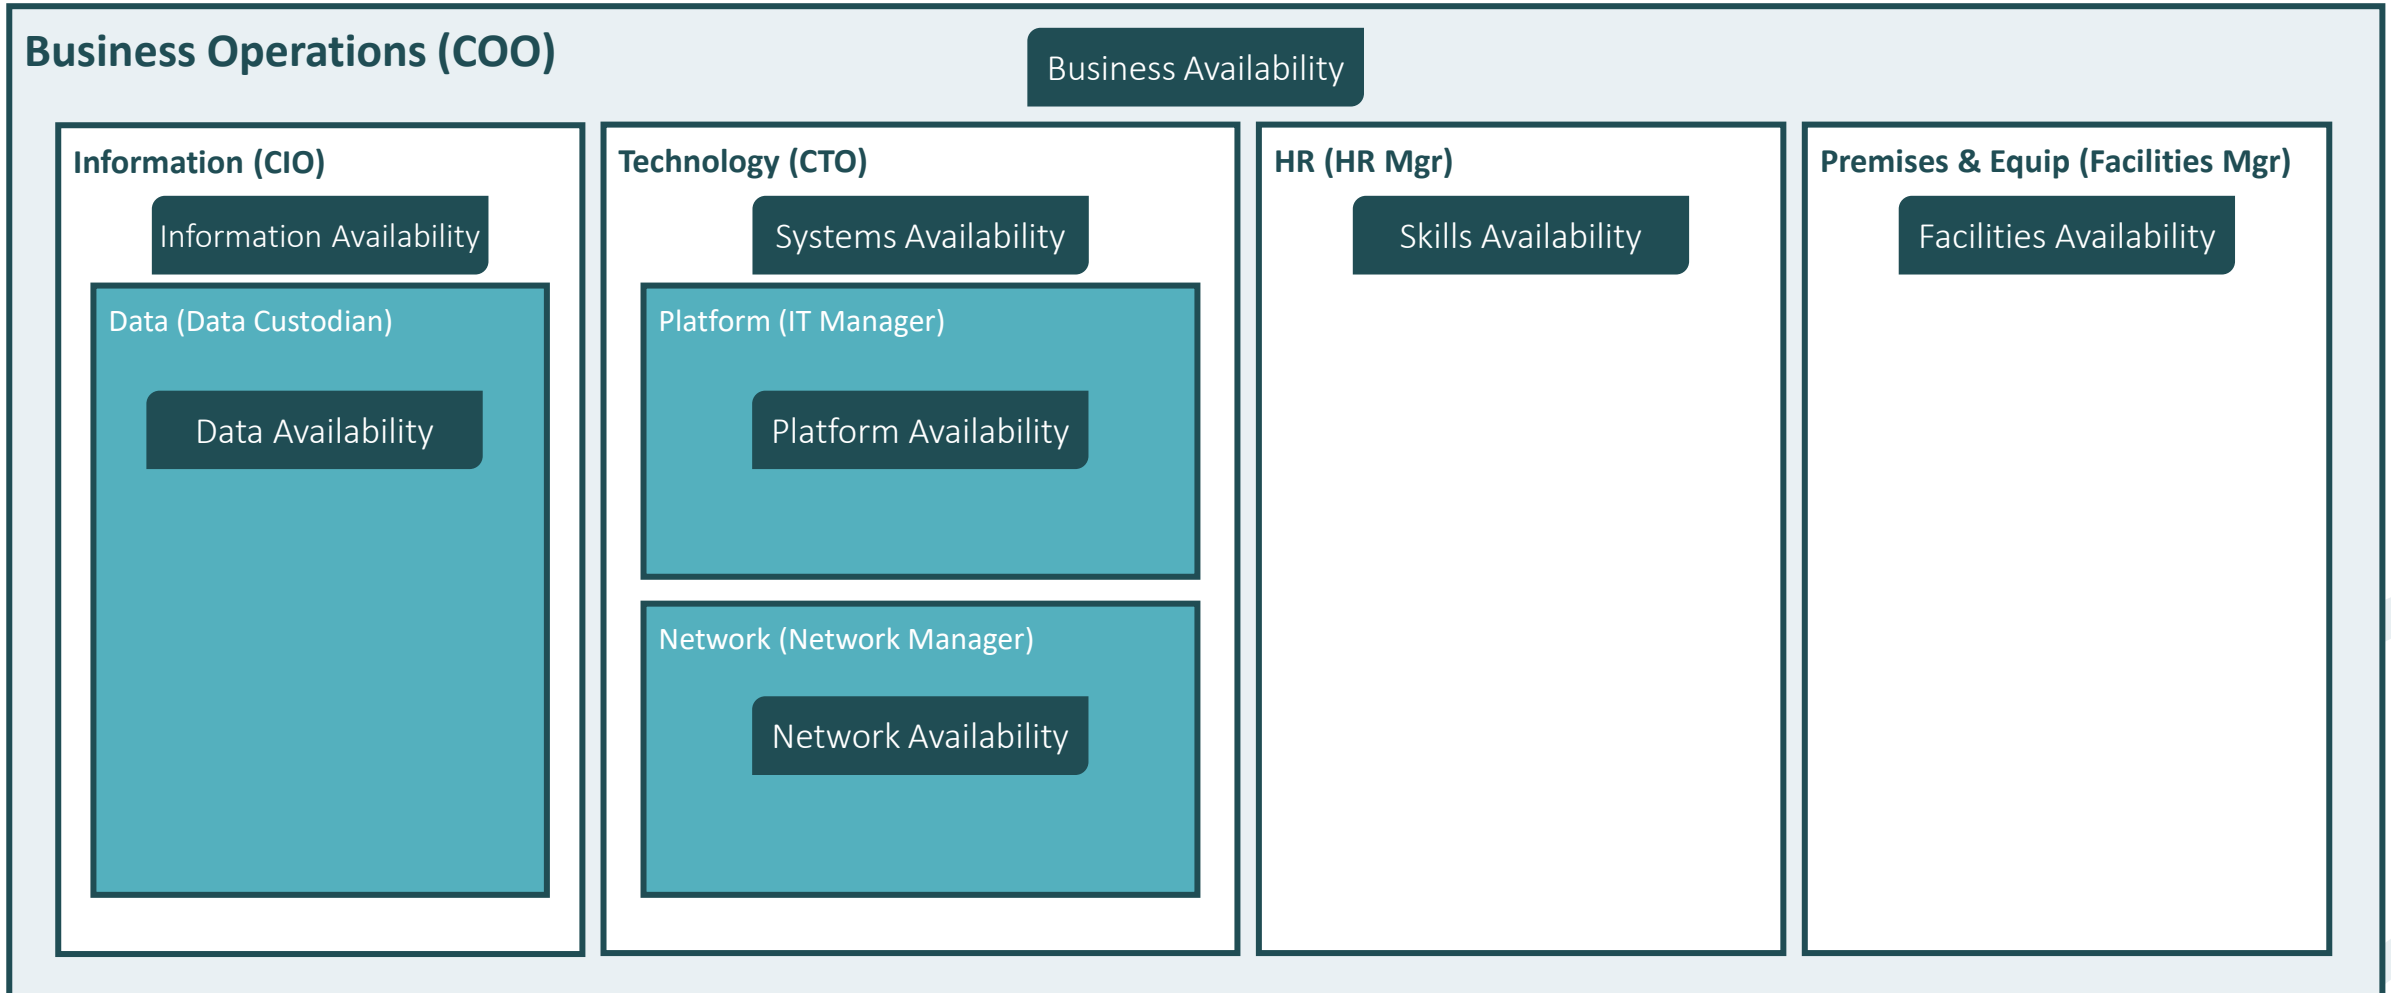 Business Operations (COO)
Business Availability
Information (CIO)
Information Availability
Data (Data Custodian)
Data Availability
Technology (CTO)
Systems Availability
Platform (IT Manager)
Platform Availability
Network (Network Manager)
Network Availability
HR (HR Mgr)
Skills Availability
Premises & Equip (Facilities Mgr)
Facilities Availability